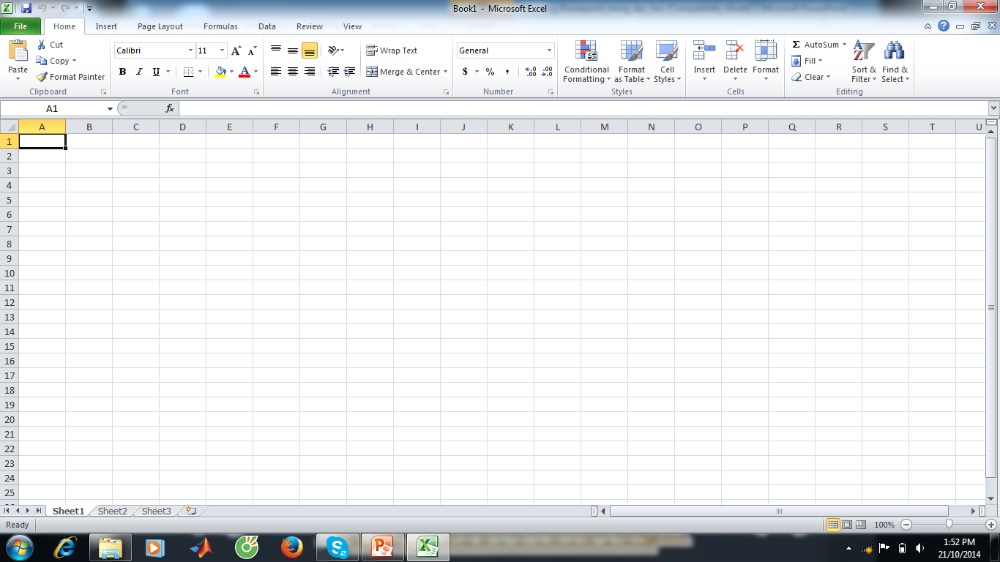 Book1 - Microsoft Excel
File Home Insert Page Layout Formulas Data Review View
Paste
Cut
Copy
Format Painter
Clipboard
Calibri 11
B I U
A
Font
Wrap Text
Merge & Center
Alignment
General
$ % ,
Number
Conditional Formatting
Format as Table
Cell Styles
Styles
Insert Delete Format
Cells
Σ AutoSum
Fill
Clear
Sort & Filter
Find & Select
Editing
A1 fx
A B C D E F G H I J K L M N O P Q R S T U
1
2
3
4
5
6
7
8
9
10
11
12
13
14
15
16
17
18
19
20
21
22
23
24
25
Sheet1 Sheet2 Sheet3
Ready 100%
1:52 PM
21/10/2014